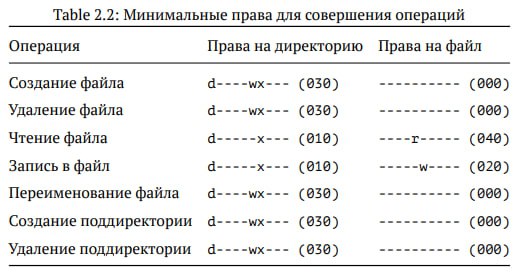 Table 2.2: Минимальные права для совершения операций
Операция Права на директорию Права на файл
Создание файла d----wx--- (030) ---------- (000)
Удаление файла d----wx--- (030) ---------- (000)
Чтение файла d-----x--- (010) ----r----- (040)
Запись в файл d-----x--- (010) -----w---- (020)
Переименование файла d----wx--- (030) ---------- (000)
Создание поддиректории d----wx--- (030) ---------- (000)
Удаление поддиректории d----wx--- (030) ---------- (000)